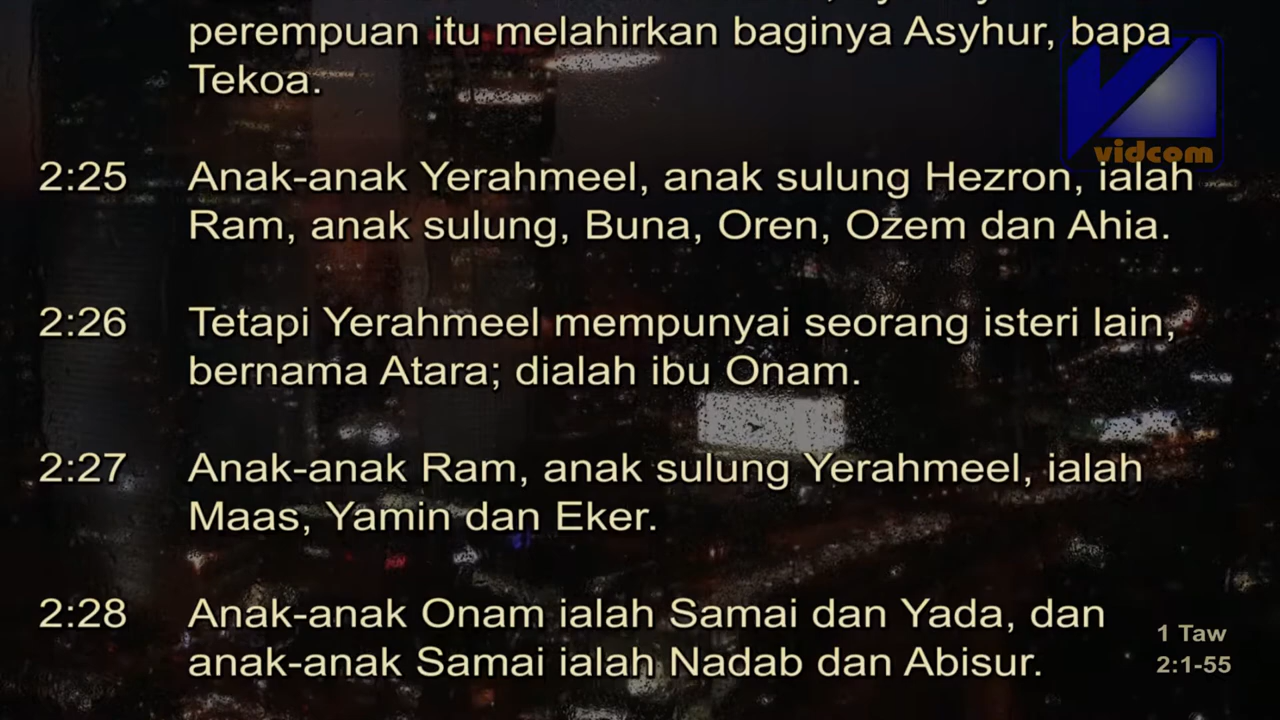 perempuan itu melahirkan baginya Asyhur, bapa
Tekoa.
vidcom
2:25 Anak-anak Yerahmeel, anak sulung Hezron, ialah
Ram, anak sulung, Buna, Oren, Ozem dan Ahia.
2:26 Tetapi Yerahmeel mempunyai seorang isteri lain,
bernama Atara; dialah ibu Onam.
2:27 Anak-anak Ram, anak sulung Yerahmeel, ialah
Maas, Yamin dan Eker.
2:28 Anak-anak Onam ialah Samai dan Yada, dan
anak-anak Samai ialah Nadab dan Abisur.
1 Taw
2:1-55